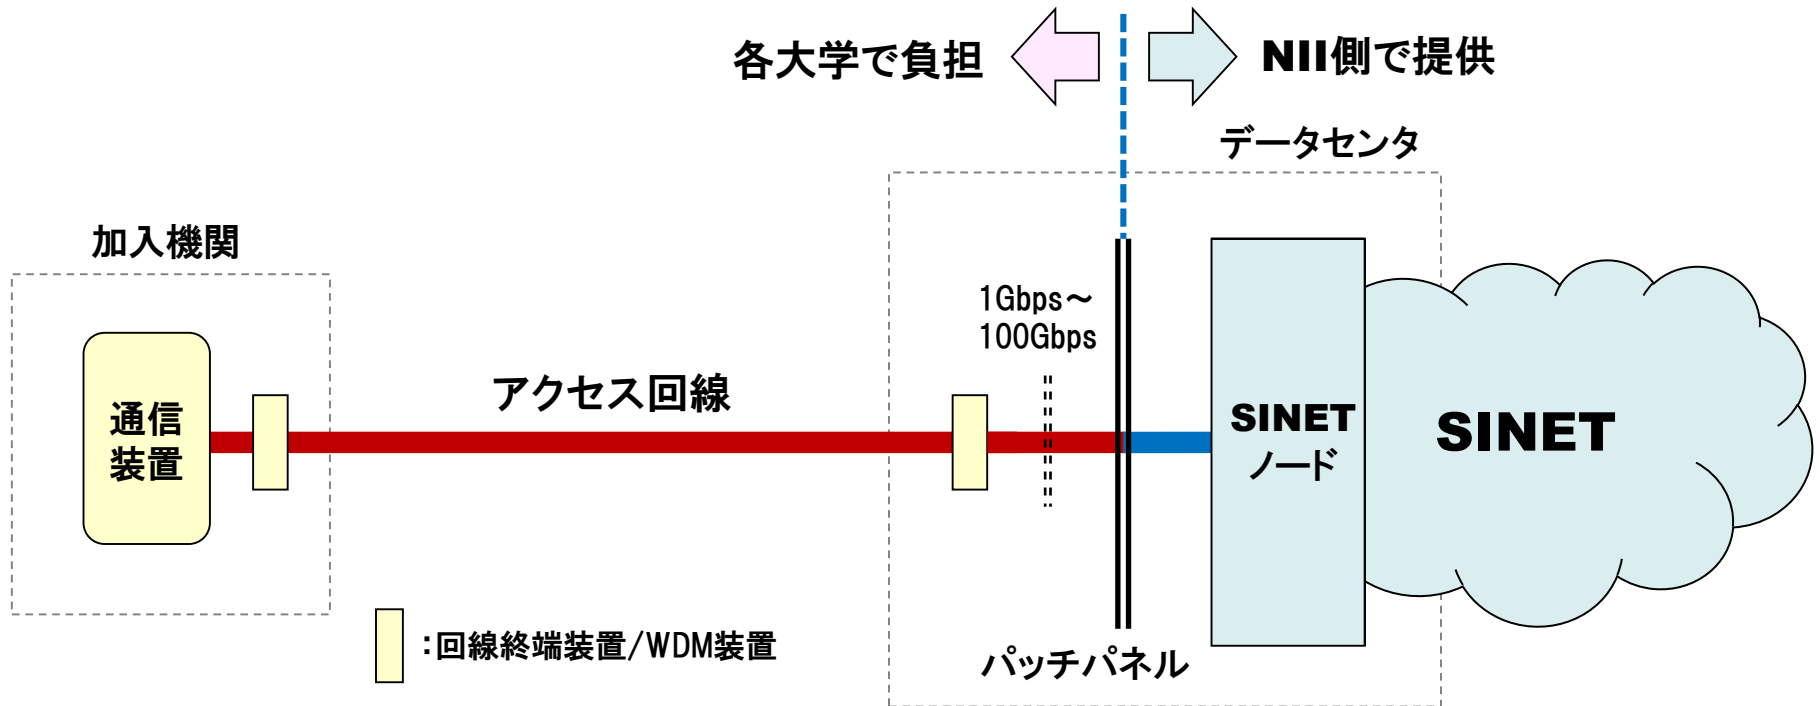 各大学で負担
NII側で提供
データセンタ
加入機関
1Gbps～
100Gbps
アクセス回線
通信
装置
SINET
ノード
SINET
:回線終端装置/WDM装置
パッチパネル